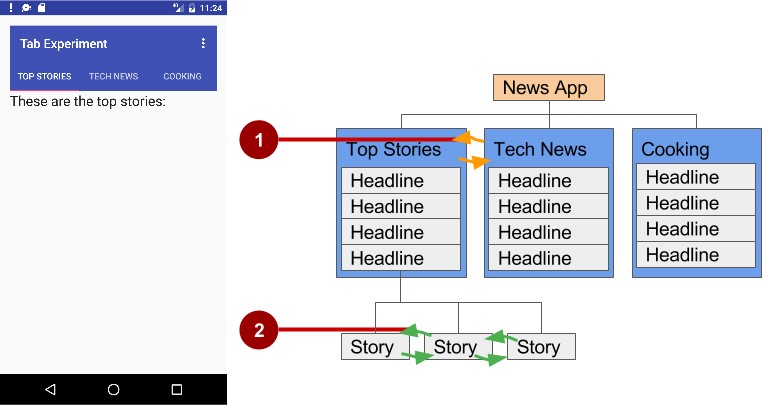 11:24
Tab Experiment
TOP STORIES TECH NEWS COOKING
These are the top stories:
News App
1
Top Stories
Headline
Headline
Headline
Headline
Tech News
Headline
Headline
Headline
Headline
Cooking
Headline
Headline
Headline
Headline
2
Story
Story
Story